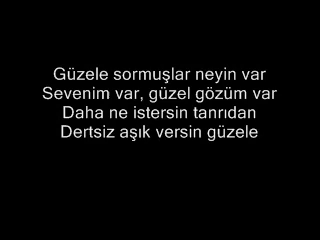 Güzele sormuşlar neyin var
Sevenim var, güzel gözüm var
Daha ne istersin tanrıdan
Dertsiz aşık versin güzele